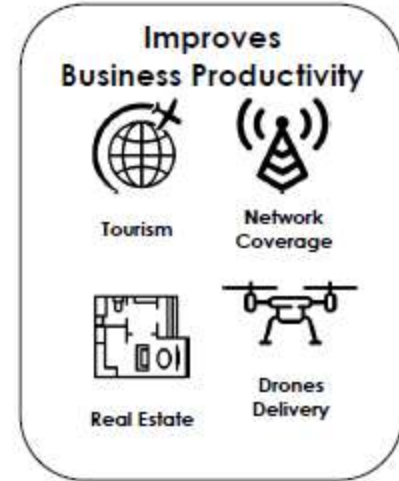 Improves
Business Productivity
Tourism
Network
Coverage
Real Estate
Drones
Delivery